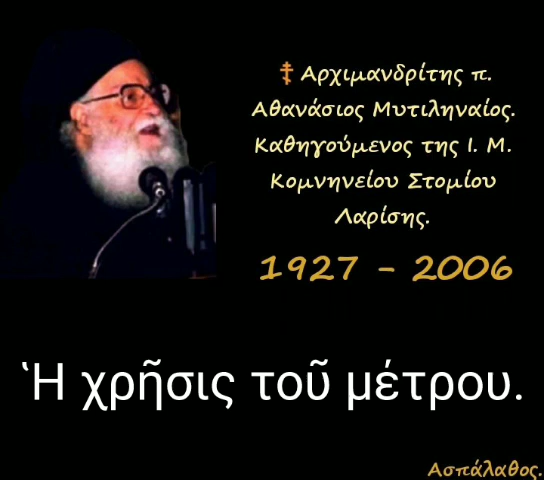 ☦ Αρχιμανδρίτης π.
Αθανάσιος Μυτιληναίος.
Καθηγούμενος της Ι. Μ.
Κομνηνείου Στομίου
Λαρίσης.
1927 - 2006
Ἡ χρῆσις τοῦ μέτρου.
Ασπάλαθος.